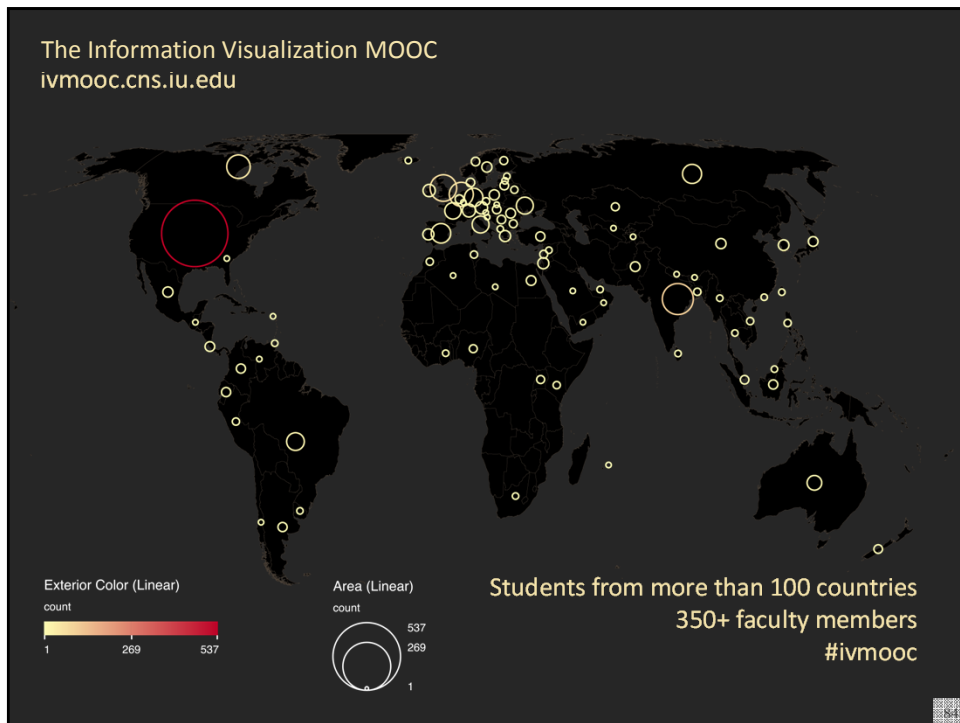 The Information Visualization MOOC
ivmooc.cns.iu.edu
Exterior Color (Linear)
count
1 269 537
Area (Linear)
count
537
269
1
Students from more than 100 countries
350+ faculty members
#ivmooc
84